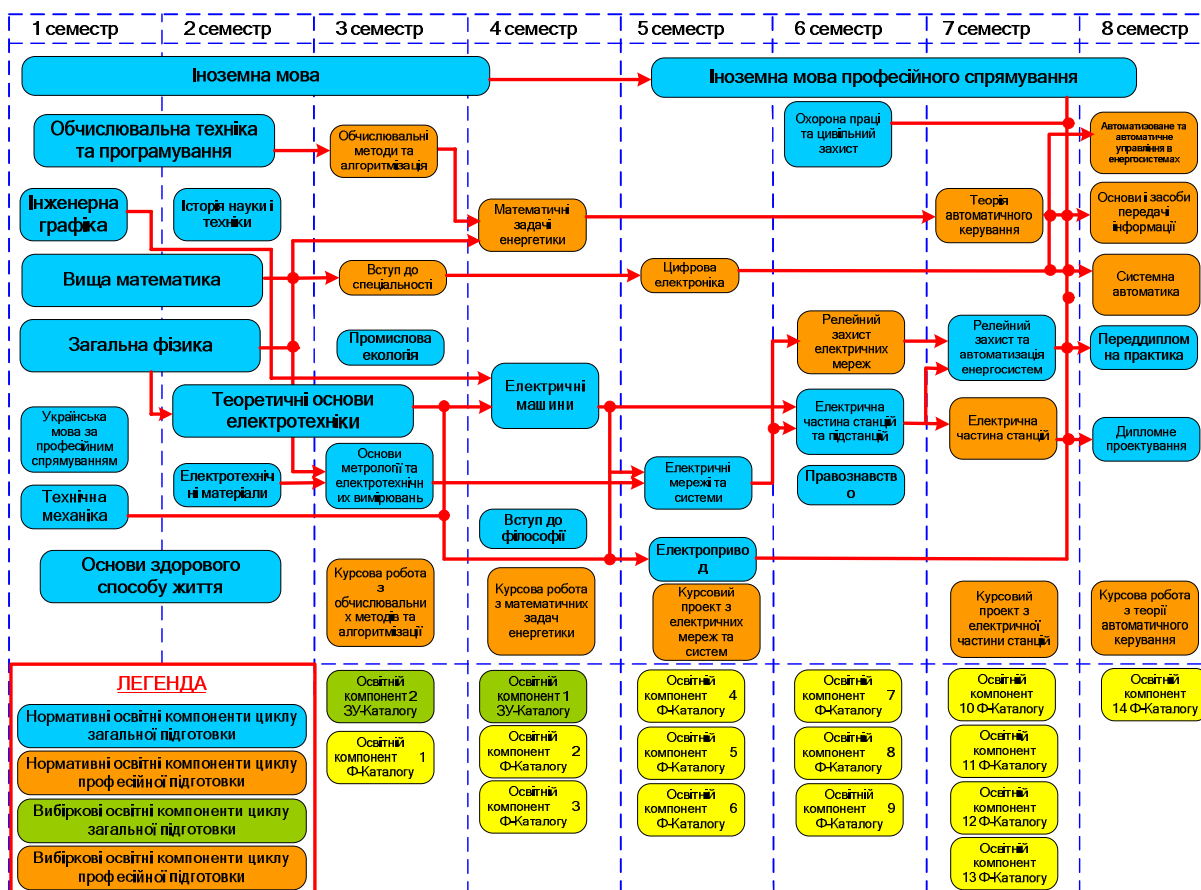 1 семестр
2 семестр
3 семестр
4 семестр
5 семестр
6 семестр
7 семестр
8 семестр
Іноземна мова
Іноземна мова професійного спрямування
Обчислювальна техніка
та програмування
Обчислювальні
методи та
алгоритмізація
Охорона праці
та цивільний
захист
Автоматизоване та
автоматичне
управління в
енергосистемах
Інженерна
графіка
Історія науки і
техніки
Математичні
задачі
енергетики
Теорія
автоматичного
керування
Основи і засоби
передачі
інформації
Вища математика
Вступ до
спеціальності
Цифрова
електроніка
Системна
автоматика
Загальна фізика
Промислова
екологія
Релейний
захист
електричних
мереж
Релейний
захист та
автоматизація
енергосистем
Переддиплом
на практика
Теоретичні основи
електротехніки
Електричні
машини
Українська
мова за
професійним
спрямуванням
Електрична
частина станцій
та підстанцій
Електрична
частина станцій
Дипломне
проектування
Електротехніч
ні матеріали
Основи
метрології та
електротехнічн
их вимірювань
Електричні
мережі та
системи
Правознавств
о
Технічна
механіка
Вступ до
філософії
Електропривo
д
Основи здорового
способу життя
Курсова робота
з
обчислювальни
х методів та
алгоритмізації
Курсова робота
з математичних
задач
енергетики
Курсовий
проект з
електричних
мереж та
систем
Курсовий
проект з
електричної
частини станцій
Курсова робота
з теорії
автоматичного
керування
ЛЕГЕНДА
Нормативні освітні компоненти циклу
загальної підготовки
Нормативні освітні компоненти циклу
професійної підготовки
Вибіркові освітні компоненти циклу
загальної підготовки
Вибіркові освітні компоненти циклу
професійної підготовки
Освітній
компонент 2
ЗУ-Каталогу
Освітній
компонент 1
Ф-Каталогу
Освітній
компонент 1
ЗУ-Каталогу
Освітній
компонент 2
Ф-Каталогу
Освітній
компонент 3
Ф-Каталогу
Освітній
компонент 4
Ф-Каталогу
Освітній
компонент 5
Ф-Каталогу
Освітній
компонент 6
Ф-Каталогу
Освітній
компонент 7
Ф-Каталогу
Освітній
компонент 8
Ф-Каталогу
Освітній
компонент 9
Ф-Каталогу
Освітній
компонент
10 Ф-Каталогу
Освітній
компонент
11 Ф-Каталогу
Освітній
компонент
12 Ф-Каталогу
Освітній
компонент
13 Ф-Каталогу
Освітній
компонент
14 Ф-Каталогу